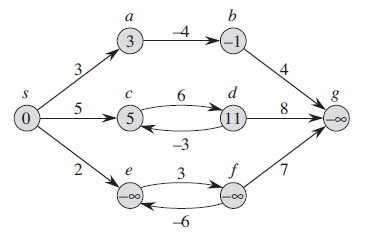 a b
3 –4 –1
3 4
s c 6 d g
0 5 5 11 8 –∞
–3
2 e 3 f 7
–∞ –∞
–6